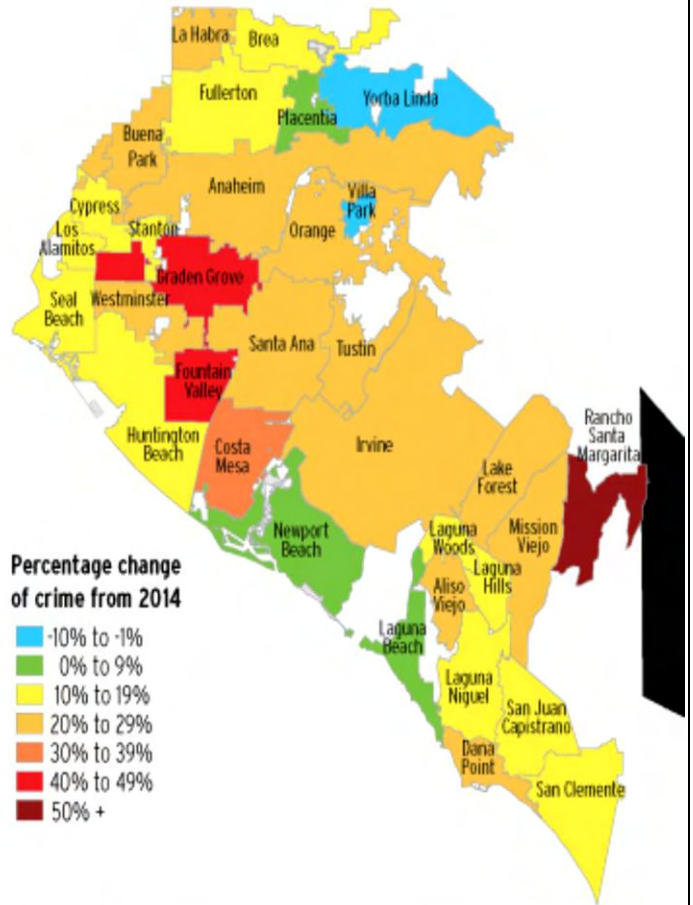 La Habra
Brea
Fullerton
Placentia
Yorba Linda
Buena
Park
Anaheim
Villa
Park
Cypress
Los
Alamitos
Stanton
Orange
Graden Grove
Seal
Beach
Westminster
Santa Ana
Tustin
Fountain
Valley
Huntington
Beach
Costa
Mesa
Irvine
Rancho
Santa
Margarita
Lake
Forest
Newport
Beach
Laguna
Woods
Mission
Viejo
Laguna
Hills
Aliso
Viejo
Laguna
Beach
Laguna
Niguel
San Juan
Capistrano
Dana
Point
San Clemente
Percentage change
of crime from 2014
-10% to -1%
0% to 9%
10% to 19%
20% to 29%
30% to 39%
40% to 49%
50% +